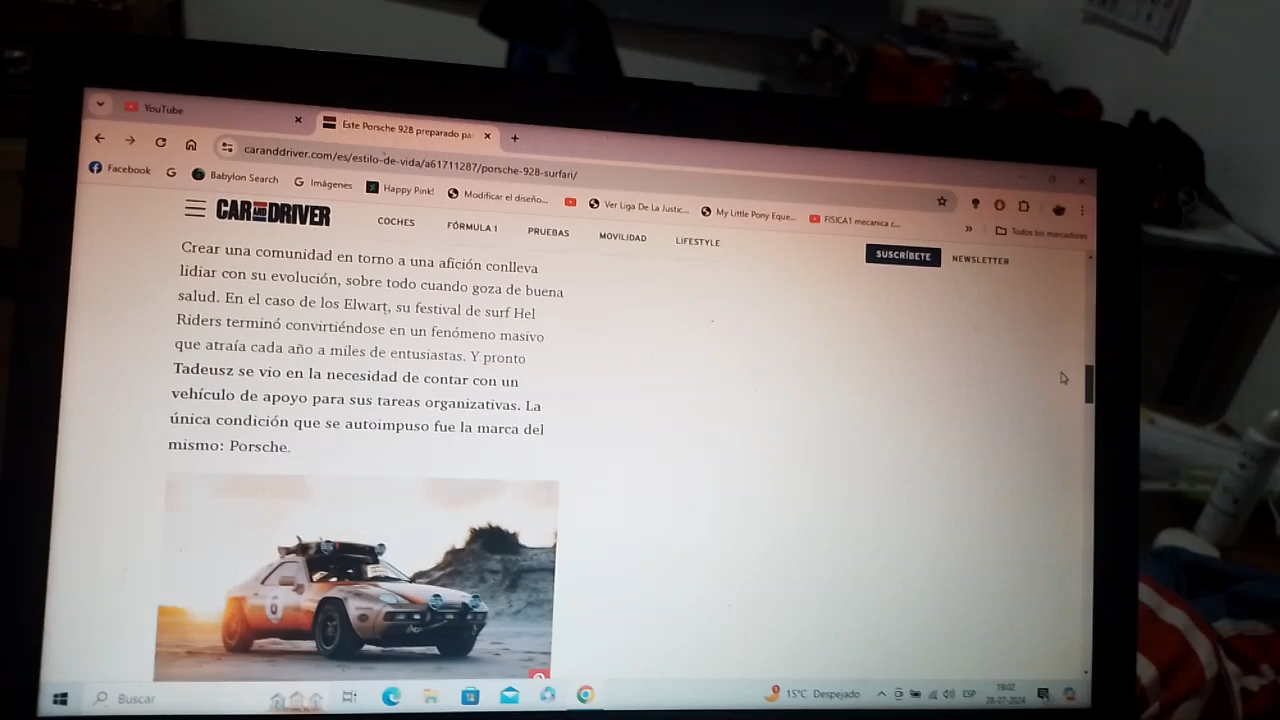 YouTube
Este Porsche 928 preparado pa
caranddriver.com/es/estilo-de-vida/a61711287/porsche-928-surfari/
Facebook
Babylon Search
Imágenes
Happy Pink!
Modificar el diseño...
Ver Liga De La Justic...
My Little Pony Eque...
FISICA1 mecanica c...
»
Todos los marcadores
CAR AND DRIVER
COCHES
FÓRMULA 1
PRUEBAS
MOVILIDAD
LIFESTYLE
SUSCRÍBETE
NEWSLETTER
Crear una comunidad en torno a una afición conlleva
lidiar con su evolución, sobre todo cuando goza de buena
salud. En el caso de los Elwart, su festival de surf Hel
Riders terminó convirtiéndose en un fenómeno masivo
que atraía cada año a miles de entusiastas. Y pronto
Tadeusz se vio en la necesidad de contar con un
vehículo de apoyo para sus tareas organizativas. La
única condición que se autoimpuso fue la marca del
mismo: Porsche.
6
Buscar
15°C Despejado
ESP
19:02
28-07-2024